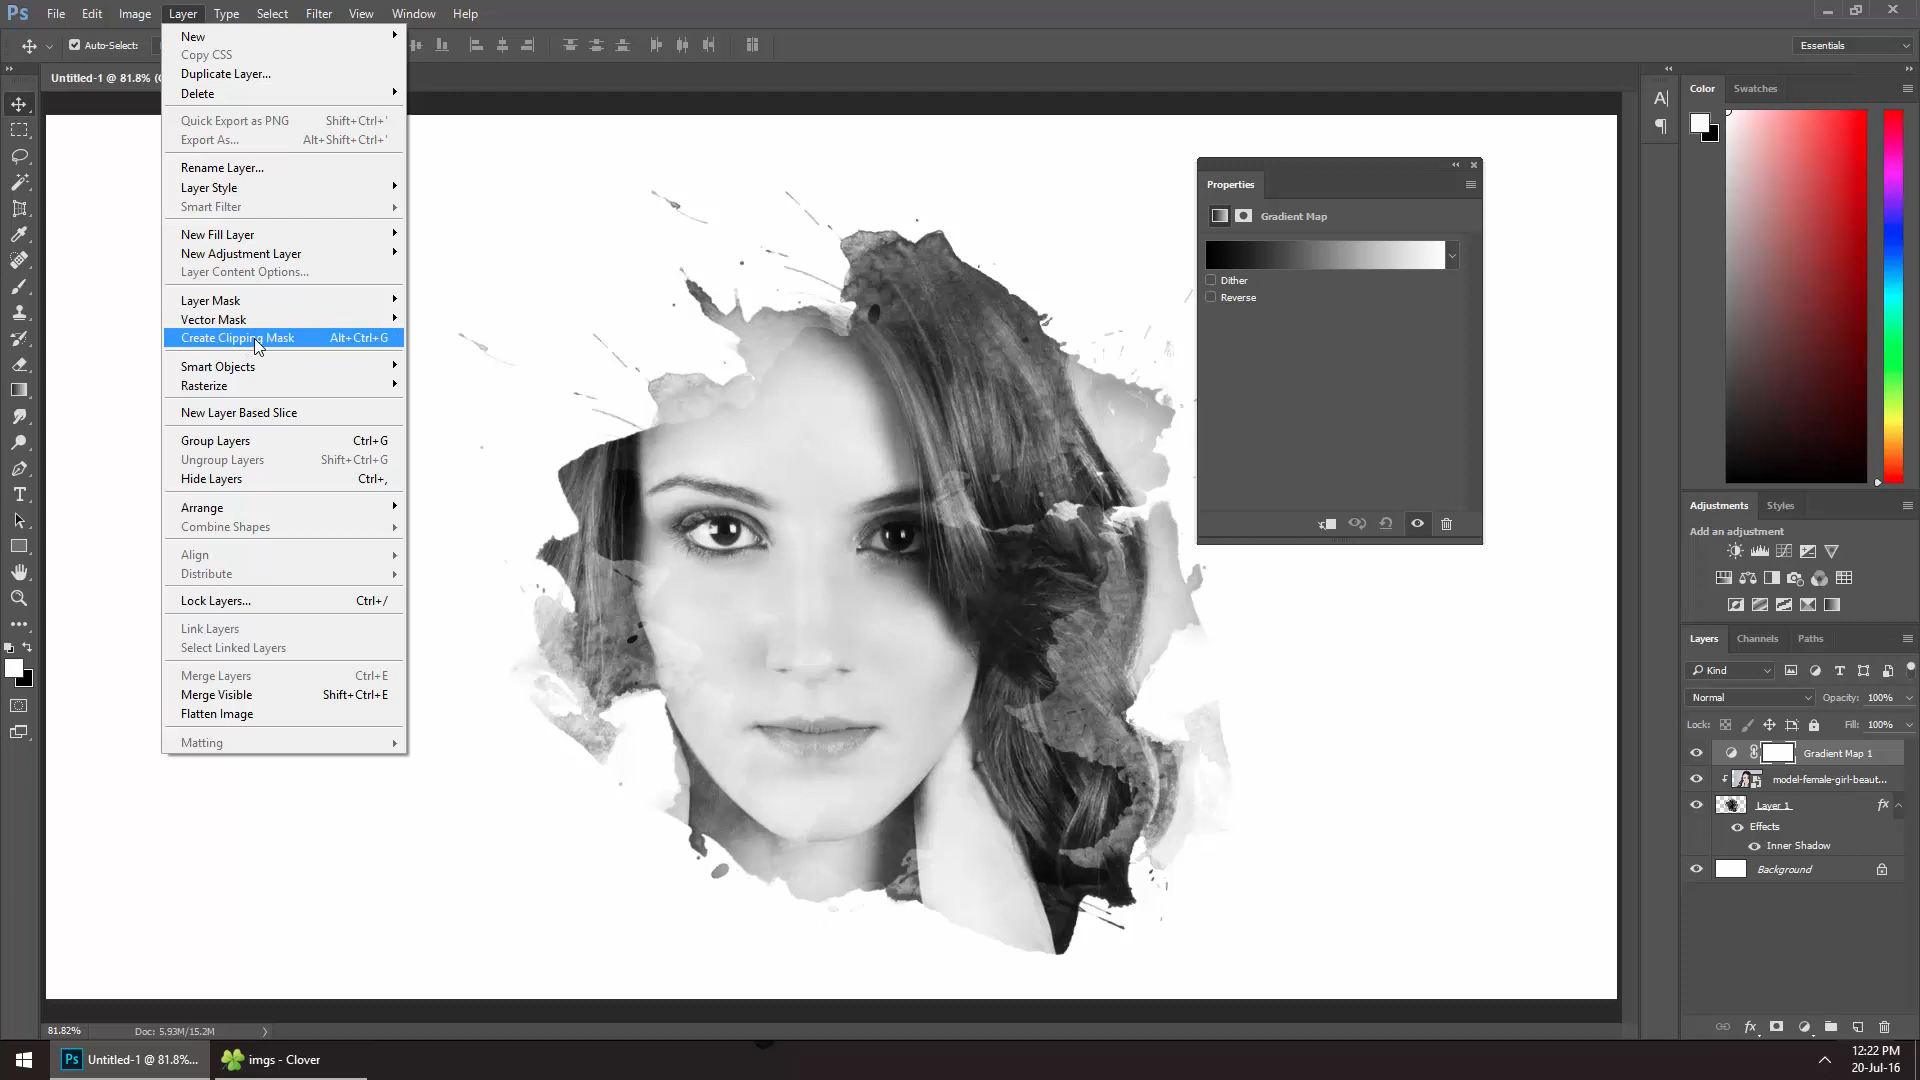 Ps File Edit Image Layer Type Select Filter View Window Help
Auto-Select:
Essentials
Untitled-1 @ 81.8% (
New
Copy CSS
Duplicate Layer...
Delete
Quick Export as PNG Shift+Ctrl+'
Export As... Alt+Shift+Ctrl+'
Rename Layer...
Layer Style
Smart Filter
New Fill Layer
New Adjustment Layer
Layer Content Options...
Layer Mask
Vector Mask
Create Clipping Mask Alt+Ctrl+G
Smart Objects
Rasterize
New Layer Based Slice
Group Layers Ctrl+G
Ungroup Layers Shift+Ctrl+G
Hide Layers Ctrl+,
Arrange
Combine Shapes
Align
Distribute
Lock Layers... Ctrl+/
Link Layers
Select Linked Layers
Merge Layers Ctrl+E
Merge Visible Shift+Ctrl+E
Flatten Image
Matting
Properties
Gradient Map
Dither
Reverse
Color Swatches
Adjustments Styles
Add an adjustment
Layers Channels Paths
Kind
Normal Opacity: 100%
Lock: Fill: 100%
Gradient Map 1
model-female-girl-beaut...
Layer 1 fx
Effects
Inner Shadow
Background
81.82% Doc: 5.93M/15.2M
Ps Untitled-1 @ 81.8%... imgs - Clover
12:22 PM
20-Jul-16